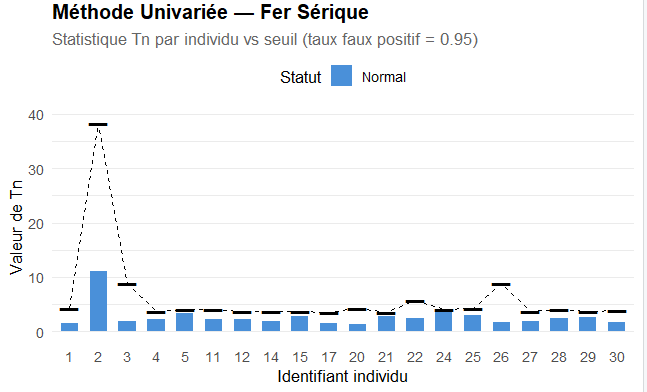 Méthode Univariée — Fer Sérique
Statistique Tn par individu vs seuil (taux faux positif = 0.95)
Statut Normal
40
30
20
10
0
Valeur de Tn
1 2 3 4 5 11 12 14 15 17 20 21 22 24 25 26 27 28 29 30
Identifiant individu